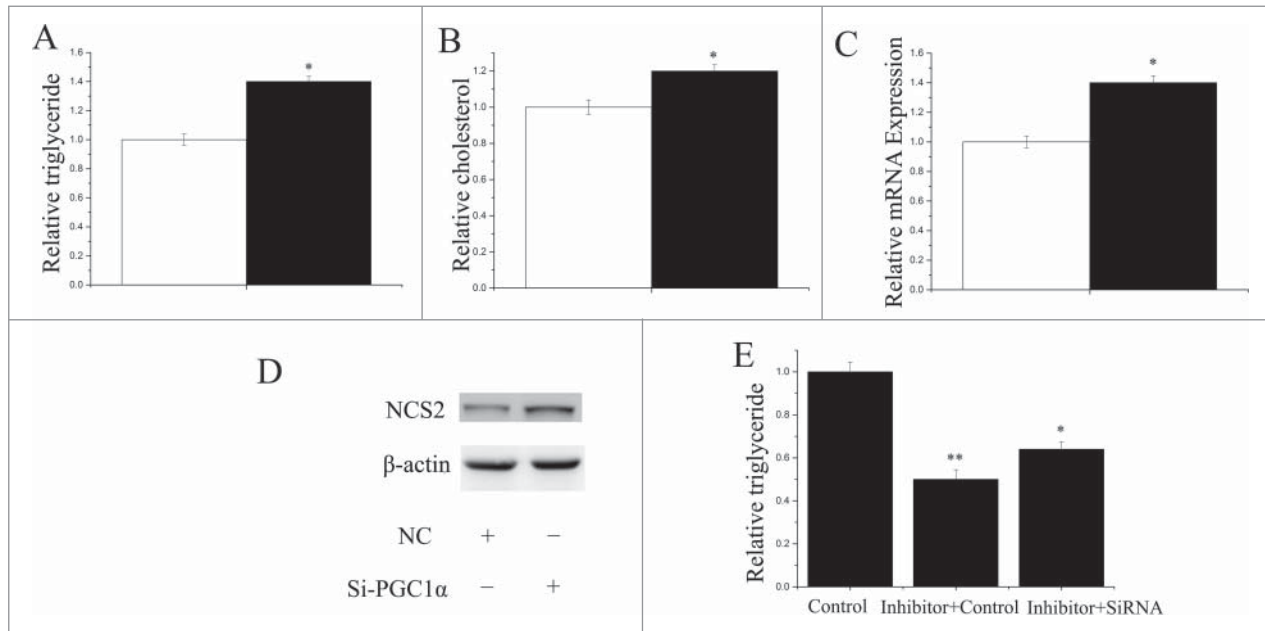 A
Relative triglyceride
1.6
1.4
1.2
1.0
0.8
0.6
0.4
0.2
0.0
*
B
Relative cholesterol
1.2
1.0
0.8
0.6
0.4
0.2
0.0
*
C
Relative mRNA Expression
1.6
1.4
1.2
1.0
0.8
0.6
0.4
0.2
0.0
*
D
NCS2
β-actin
NC + −
Si-PGC1α − +
E
Relative triglyceride
1.0
0.8
0.6
0.4
0.2
0.0
**
*
Control Inhibitor+Control Inhibitor+SiRNA